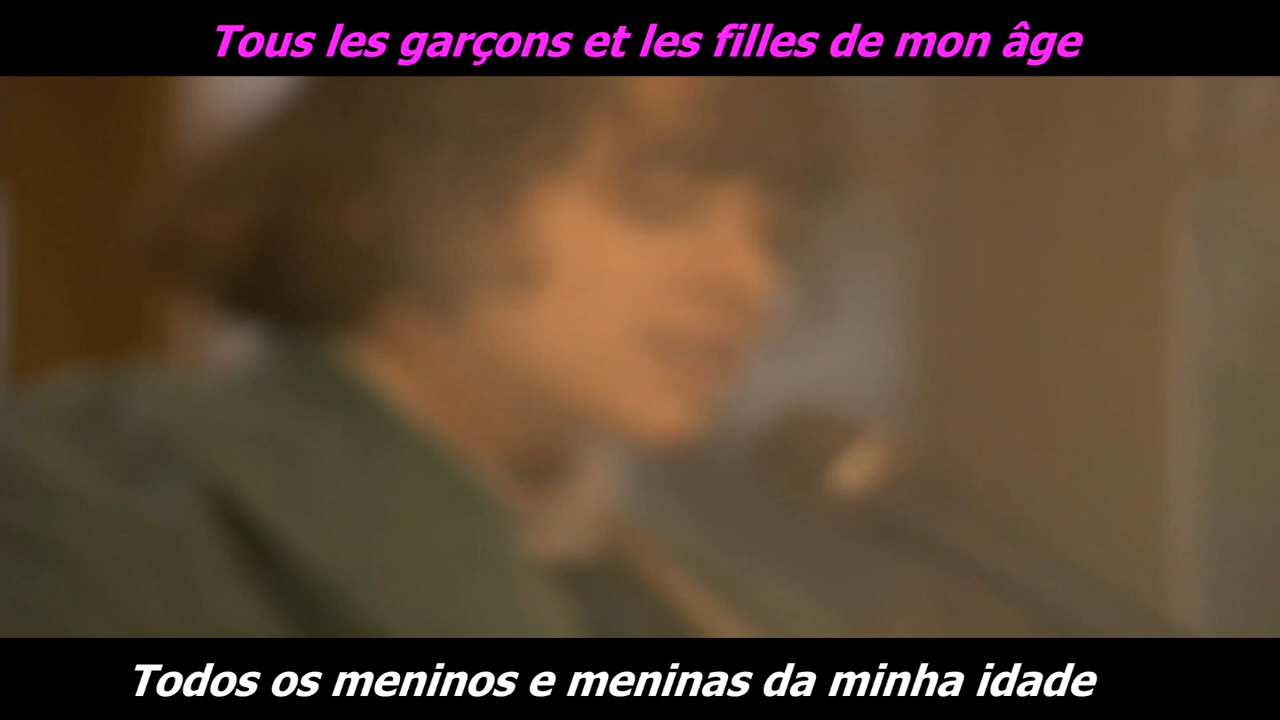 Tous les garçons et les filles de mon âge
Todos os meninos e meninas da minha idade